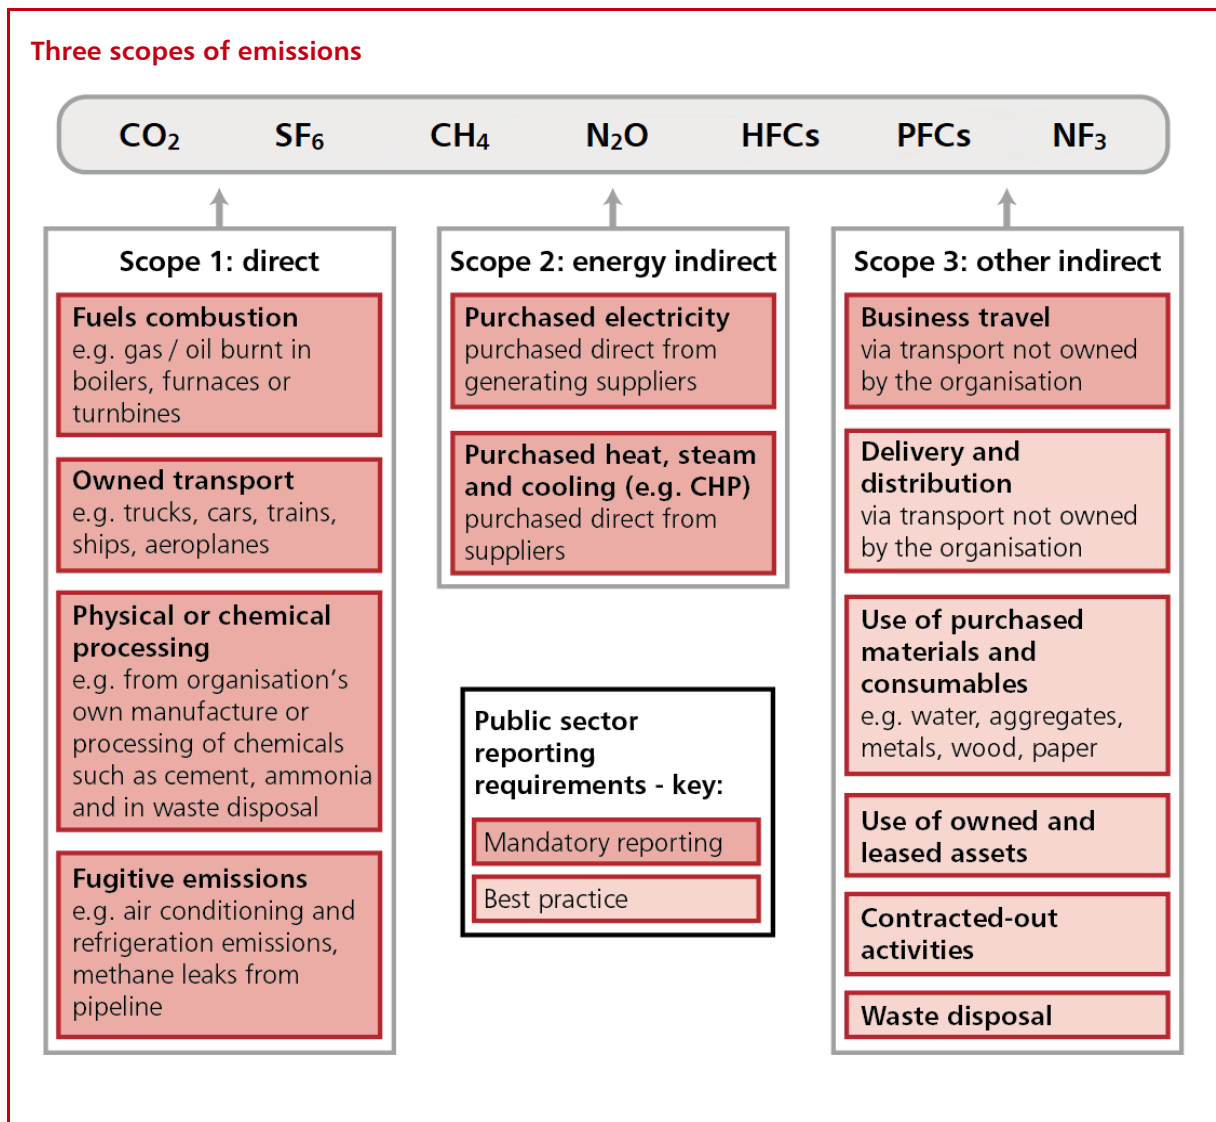 Three scopes of emissions
CO₂ SF₆ CH₄ N₂O HFCs PFCs NF₃
Scope 1: direct
Fuels combustion
e.g. gas / oil burnt in
boilers, furnaces or
turnbines
Owned transport
e.g. trucks, cars, trains,
ships, aeroplanes
Physical or chemical
processing
e.g. from organisation’s
own manufacture or
processing of chemicals
such as cement, ammonia
and in waste disposal
Fugitive emissions
e.g. air conditioning and
refrigeration emissions,
methane leaks from
pipeline
Scope 2: energy indirect
Purchased electricity
purchased direct from
generating suppliers
Purchased heat, steam
and cooling (e.g. CHP)
purchased direct from
suppliers
Public sector
reporting
requirements - key:
Mandatory reporting
Best practice
Scope 3: other indirect
Business travel
via transport not owned
by the organisation
Delivery and
distribution
via transport not owned
by the organisation
Use of purchased
materials and
consumables
e.g. water, aggregates,
metals, wood, paper
Use of owned and
leased assets
Contracted-out
activities
Waste disposal